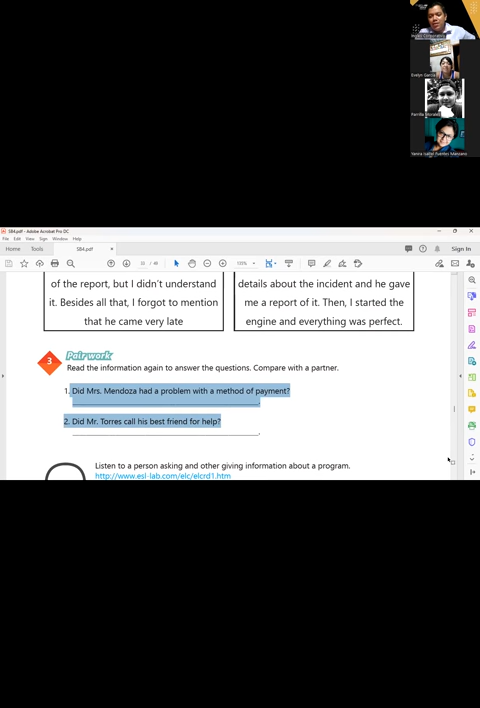 Evelyn Garcia
SB4.pdf - Adobe Acrobat Pro DC
File Edit View Sign Window Help
Home Tools SB4.pdf × Sign In
33 / 49
of the report, but I didn't understand
it. Besides all that, I forgot to mention
that he came very late
details about the incident and he gave
me a report of it. Then, I started the
engine and everything was perfect.
3
Pair work
Read the information again to answer the questions. Compare with a partner.
1. Did Mrs. Mendoza had a problem with a method of payment?
2. Did Mr. Torres call his best friend for help?
Listen to a person asking and other giving information about a program.
http://www.esl-lab.com/elc/elcrd1.htm